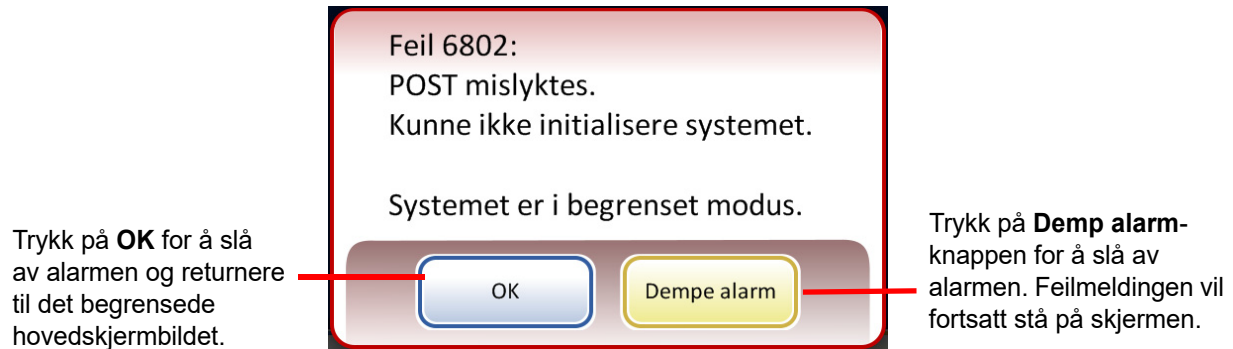 Feil 6802:
POST mislyktes.
Kunne ikke initialisere systemet.
Systemet er i begrenset modus.
Trykk på OK for å slå
av alarmen og returnere
til det begrensede
hovedskjermbildet.
OK
Dempe alarm
Trykk på Demp alarm-
knappen for å slå av
alarmen. Feilmeldingen vil
fortsatt stå på skjermen.